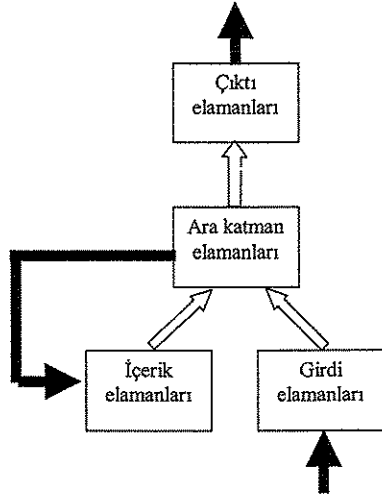 Çıktı
elamanları
Ara katman
elamanları
İçerik
elamanları
Girdi
elamanları